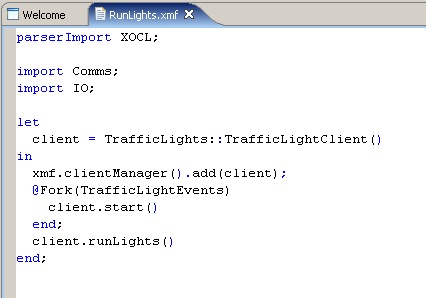 Welcome RunLights.xmf
parserImport XOCL;
import Comms;
import IO;
let
client = TrafficLights::TrafficLightClient()
in
xmf.clientManager().add(client);
@Fork(TrafficLightEvents)
client.start()
end;
client.runLights()
end;